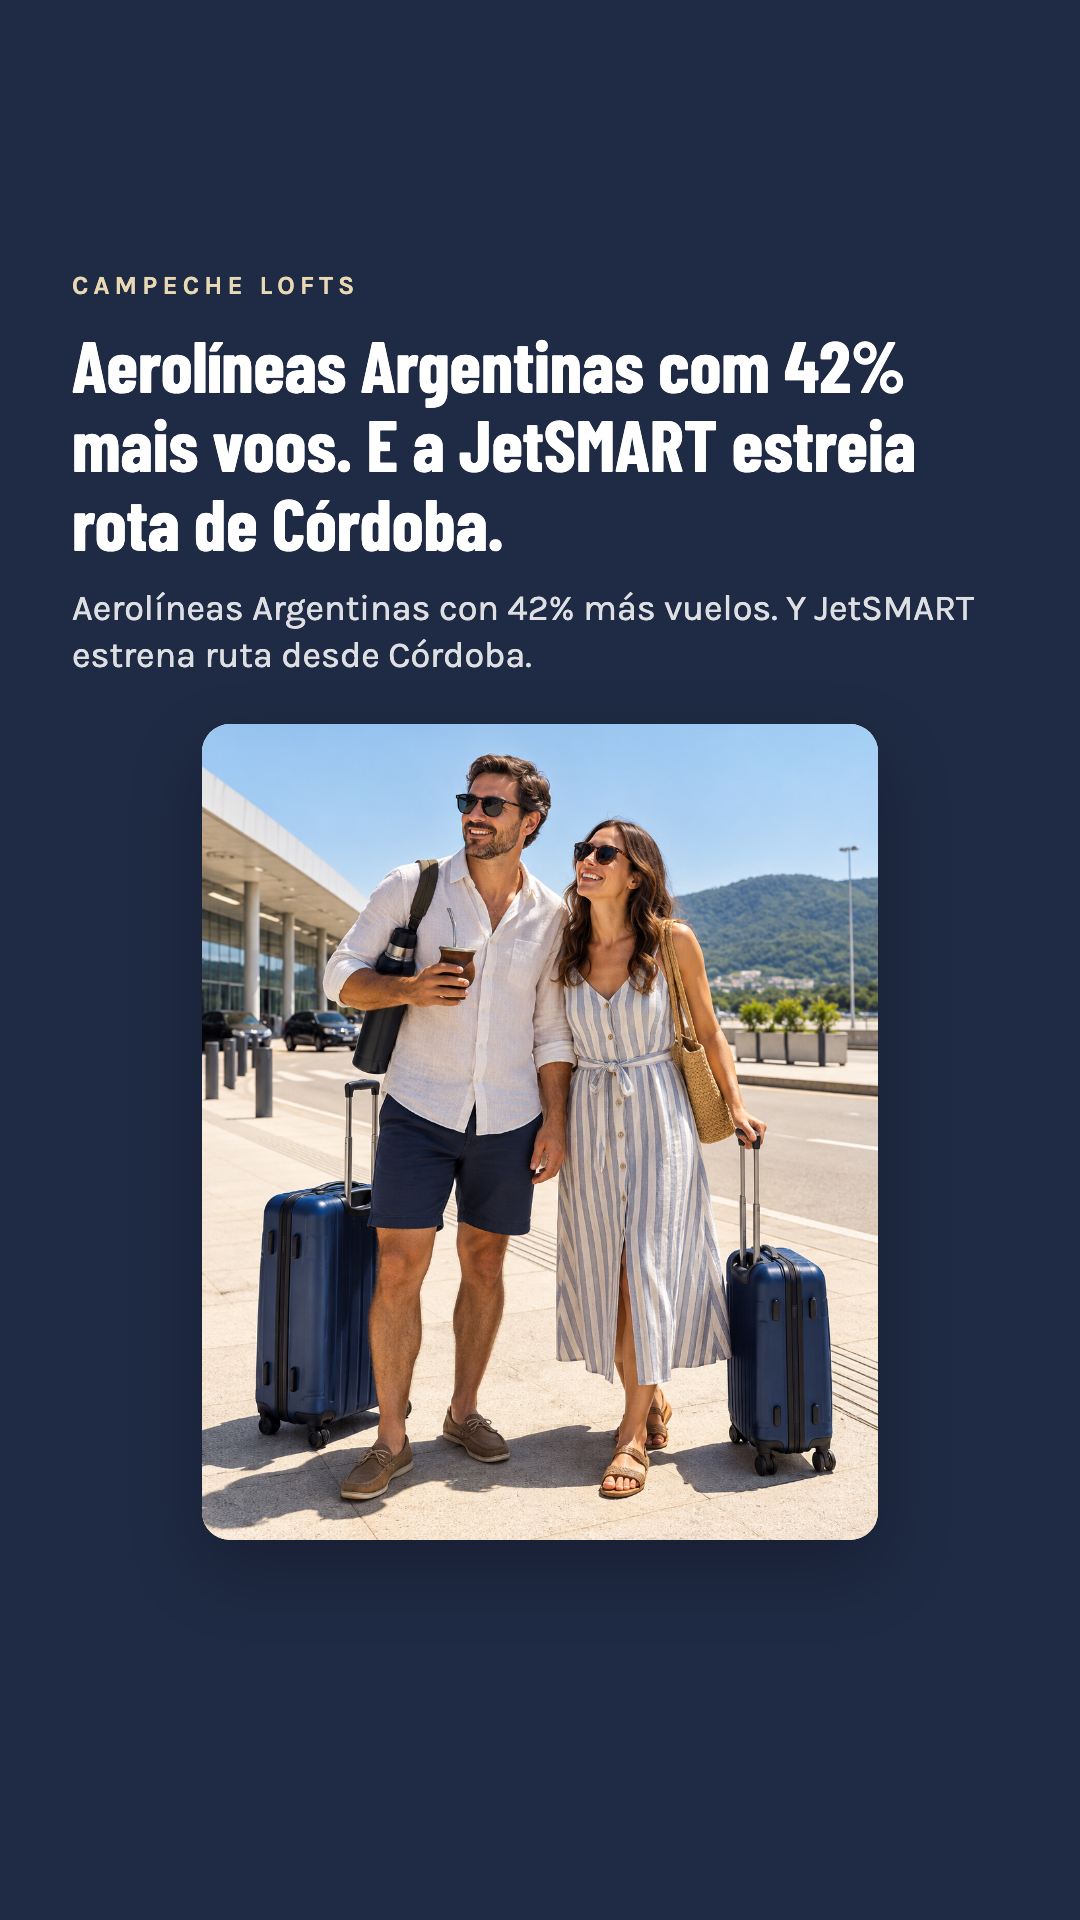 CAMPECHE LOFTS
Aerolíneas Argentinas com 42%
mais voos. E a JetSMART estreia
rota de Córdoba.
Aerolíneas Argentinas con 42% más vuelos. Y JetSMART
estrena ruta desde Córdoba.